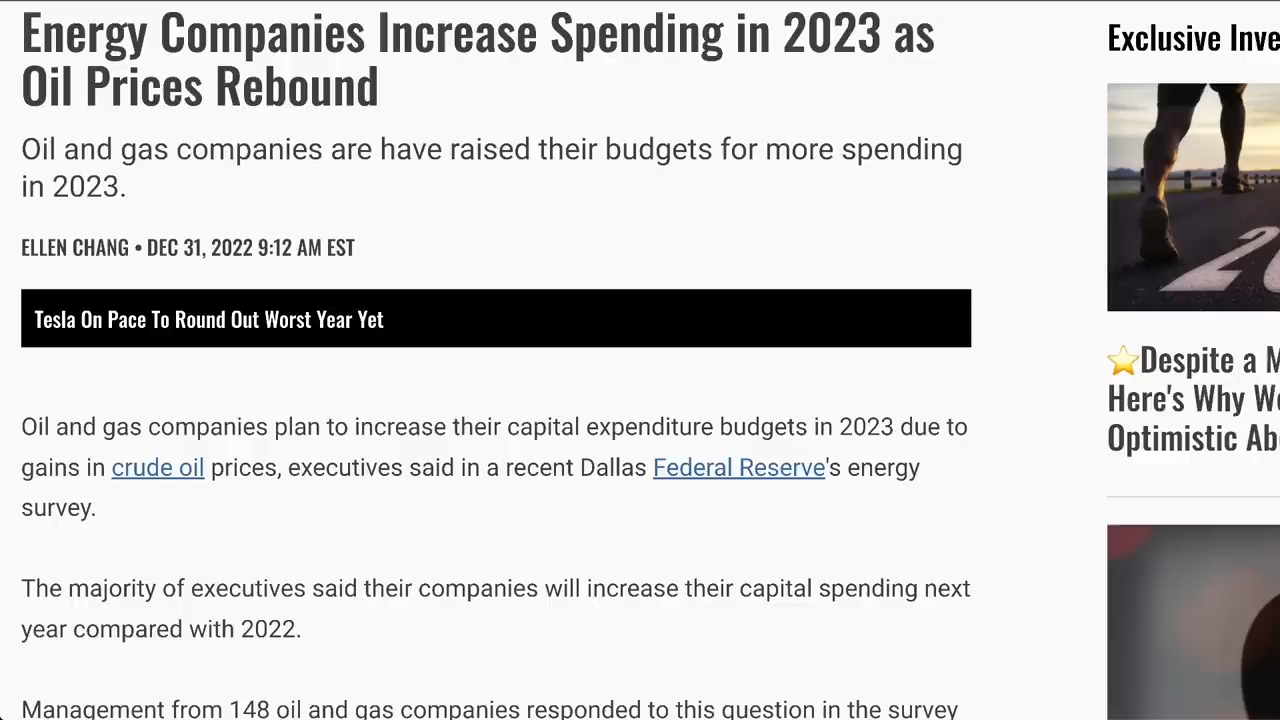 Energy Companies Increase Spending in 2023 as
Oil Prices Rebound
Oil and gas companies are have raised their budgets for more spending
in 2023.
ELLEN CHANG • DEC 31, 2022 9:12 AM EST
Tesla On Pace To Round Out Worst Year Yet
Oil and gas companies plan to increase their capital expenditure budgets in 2023 due to
gains in crude oil prices, executives said in a recent Dallas Federal Reserve's energy
survey.
The majority of executives said their companies will increase their capital spending next
year compared with 2022.
Management from 148 oil and gas companies responded to this question in the survey
Exclusive Inve
⭐Despite a M
Here's Why We
Optimistic Ab